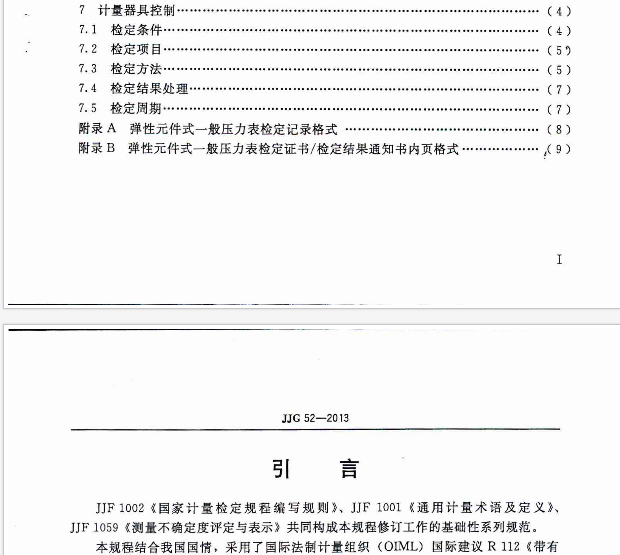 7 计量器具控制……………………………………………………（4）
7.1 检定条件……………………………………………………（4）
7.2 检定项目……………………………………………………（5）
7.3 检定方法……………………………………………………（5）
7.4 检定结果处理…………………………………………………（7）
7.5 检定周期……………………………………………………（7）
附录 A 弹性元件式一般压力表检定记录格式 ……………………………（8）
附录 B 弹性元件式一般压力表检定证书/检定结果通知书内页格式………………（9）
I
JJG 52—2013
引 言
JJF 1002《国家计量检定规程编写规则》、JJF 1001《通用计量术语及定义》、
JJF 1059《测量不确定度评定与表示》共同构成本规程修订工作的基础性系列规范。
本规程结合我国国情，采用了国际法制计量组织（OIML）国际建议 R 112《带有